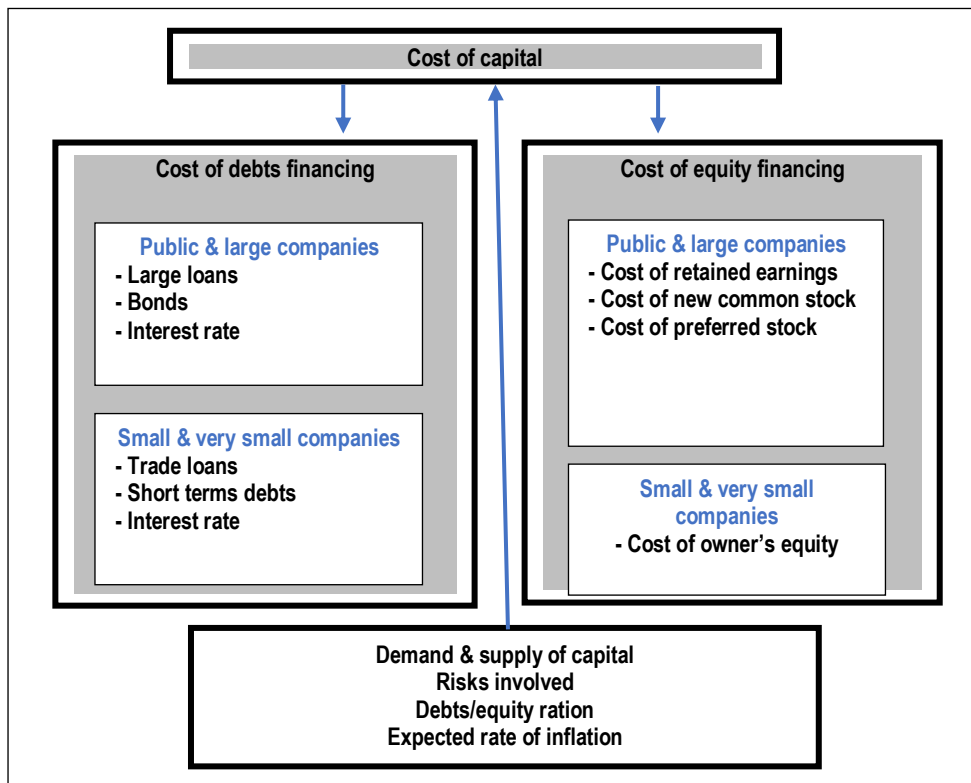 Cost of capital
Cost of debts financing
Public & large companies
- Large loans
- Bonds
- Interest rate
Small & very small companies
- Trade loans
- Short terms debts
- Interest rate
Cost of equity financing
Public & large companies
- Cost of retained earnings
- Cost of new common stock
- Cost of preferred stock
Small & very small
companies
- Cost of owner’s equity
Demand & supply of capital
Risks involved
Debts/equity ration
Expected rate of inflation